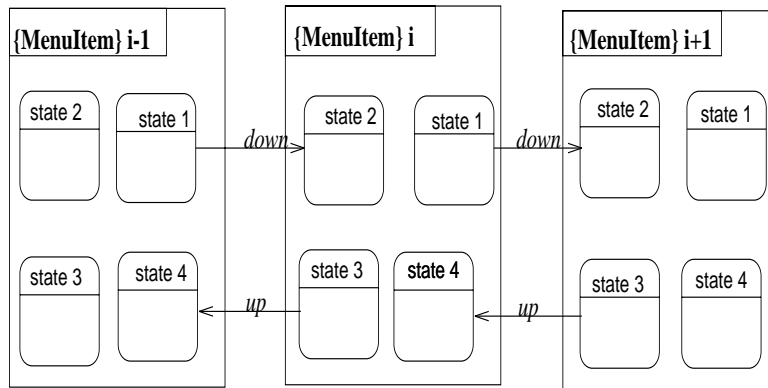 {MenuItem} i-1
{MenuItem} i
{MenuItem} i+1
state 2
state 1
down
state 2
state 1
down
state 2
state 1
state 3
state 4
up
state 3
state 4
up
state 3
state 4